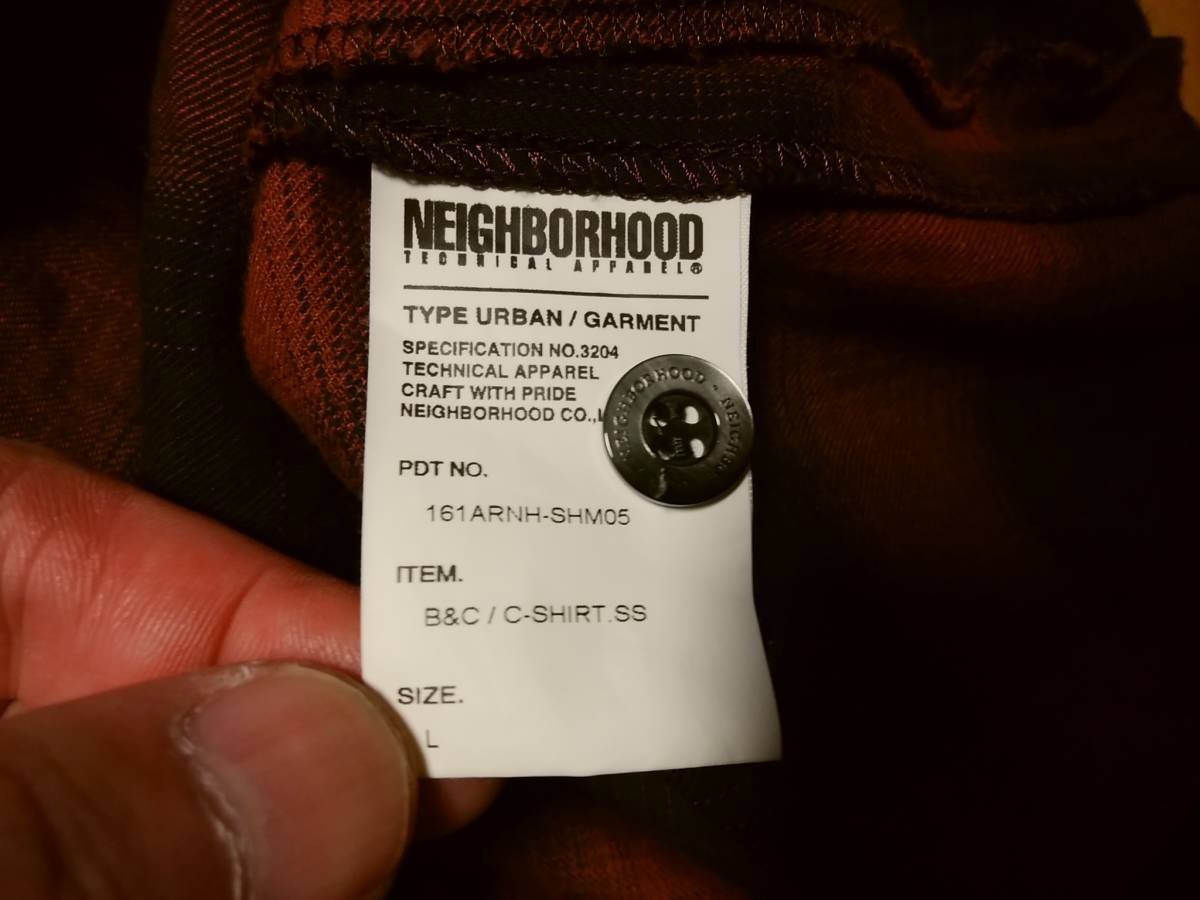 NEIGHBORHOOD
TECHNICAL APPAREL®
TYPE URBAN / GARMENT
SPECIFICATION NO.3204
TECHNICAL APPAREL
CRAFT WITH PRIDE
NEIGHBORHOOD CO.,
NEIGHBORHOOD
PDT NO.
161ARNH-SHM05
ITEM.
B&C / C-SHIRT.SS
SIZE.
L